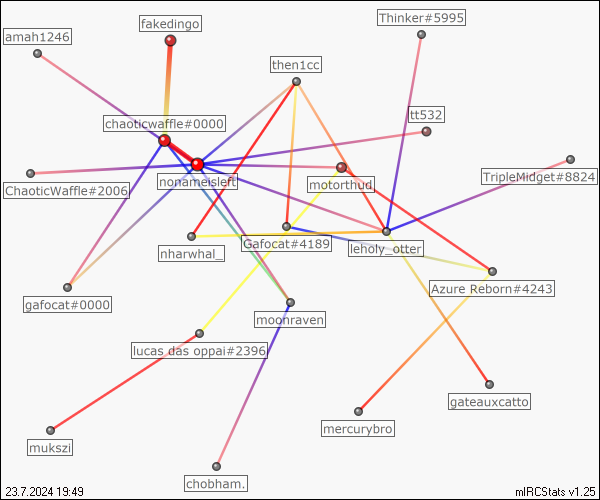 fakedingo
Thinker#5995
amah1246
then1cc
tt532
chaoticwaffle#0000
ChaoticWaffle#2006
nonameisleft
motorthud
TripleMidget#8824
nharwhal_
Gafocat#4189
leholy_otter
gafocat#0000
Azure Reborn#4243
moonraven
lucas das oppai#2396
gateauxcatto
mercurybro
mukszi
chobham.
23.7.2024 19:49
mIRCStats v1.25